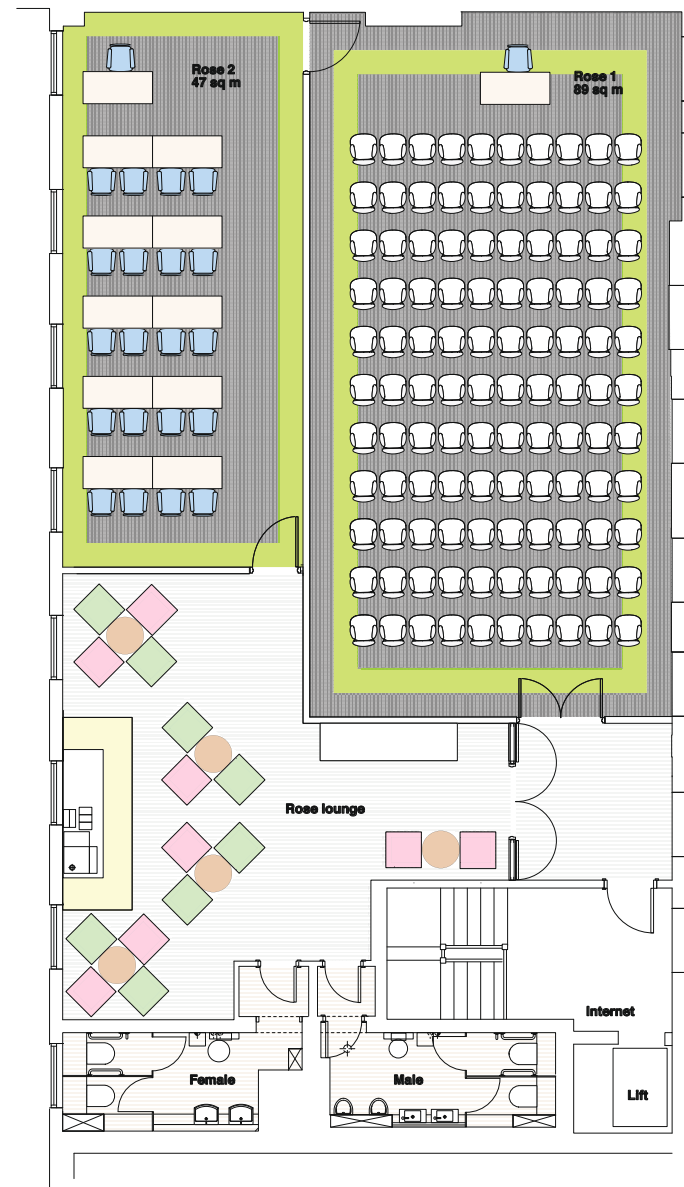 Rose 2
47 sq m
Rose 1
89 sq m
Rose lounge
Internet
Female
Male
Lift